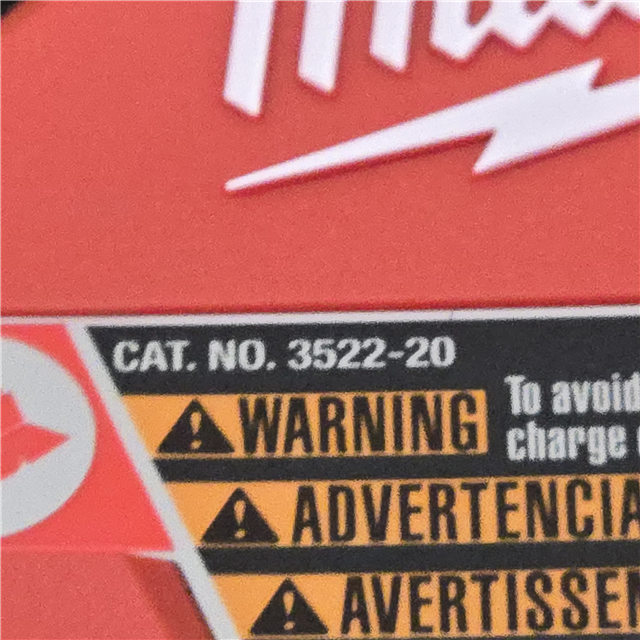 CAT. NO. 3522-20
WARNING
To avoid
charge
ADVERTENCIA
AVERTISSEM